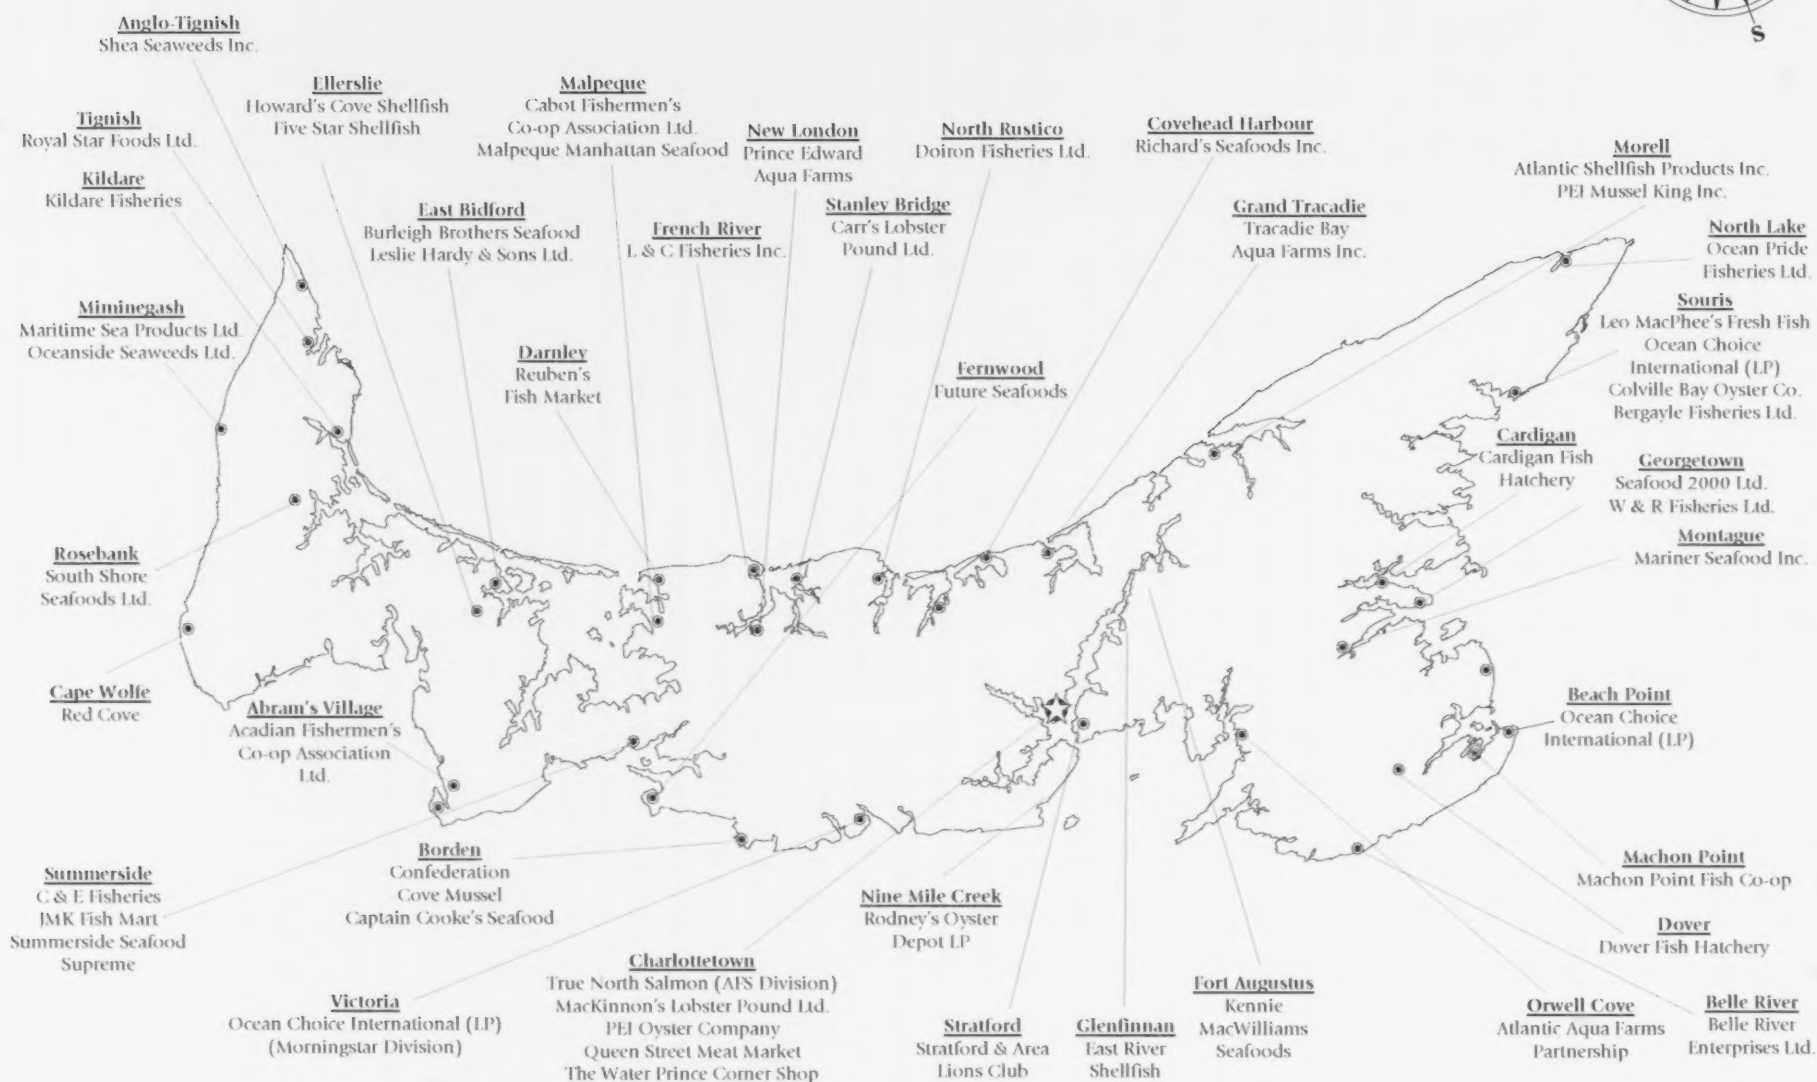 S
Anglo-Tignish
Shea Seaweeds Inc.
Tignish
Royal Star Foods Ltd.
Kildare
Kildare Fisheries
Miminegash
Maritime Sea Products Ltd.
Oceanside Seaweeds Ltd.
Ellerslie
Howard's Cove Shellfish
Five Star Shellfish
East Bidford
Burleigh Brothers Seafood
Leslie Hardy & Sons Ltd.
Malpeque
Cabot Fishermen's
Co-op Association Ltd.
Malpeque Manhattan Seafood
Darnley
Reuben's
Fish Market
French River
L & C Fisheries Inc.
New London
Prince Edward
Aqua Farms
Stanley Bridge
Carr's Lobster
Pound Ltd.
North Rustico
Doiron Fisheries Ltd.
Fernwood
Future Seafoods
Covehead Harbour
Richard's Seafoods Inc.
Grand Tracadie
Tracadie Bay
Aqua Farms Inc.
Morell
Atlantic Shellfish Products Inc.
PEI Mussel King Inc.
North Lake
Ocean Pride
Fisheries Ltd.
Souris
Leo MacPhee's Fresh Fish
Ocean Choice
International (LP)
Colville Bay Oyster Co.
Bergayle Fisheries Ltd.
Cardigan
Cardigan Fish
Hatchery
Georgetown
Seafood 2000 Ltd.
W & R Fisheries Ltd.
Montague
Mariner Seafood Inc.
Rosebank
South Shore
Seafoods Ltd.
Cape Wolfe
Red Cove
Abram's Village
Acadian Fishermen's
Co-op Association
Ltd.
Summerside
C & E Fisheries
JMK Fish Mart
Summerside Seafood
Supreme
Borden
Confederation
Cove Mussel
Captain Cooke's Seafood
Victoria
Ocean Choice International (LP)
(Morningstar Division)
Charlottetown
True North Salmon (AFS Division)
MacKinnon's Lobster Pound Ltd.
PEI Oyster Company
Queen Street Meat Market
The Water Prince Corner Shop
Nine Mile Creek
Rodney's Oyster
Depot LP
Stratford
Stratford & Area
Lions Club
Glenfinnan
East River
Shellfish
Fort Augustus
Kennie
MacWilliams
Seafoods
Beach Point
Ocean Choice
International (LP)
Machon Point
Machon Point Fish Co-op
Dover
Dover Fish Hatchery
Orwell Cove
Atlantic Aqua Farms
Partnership
Belle River
Belle River
Enterprises Ltd.